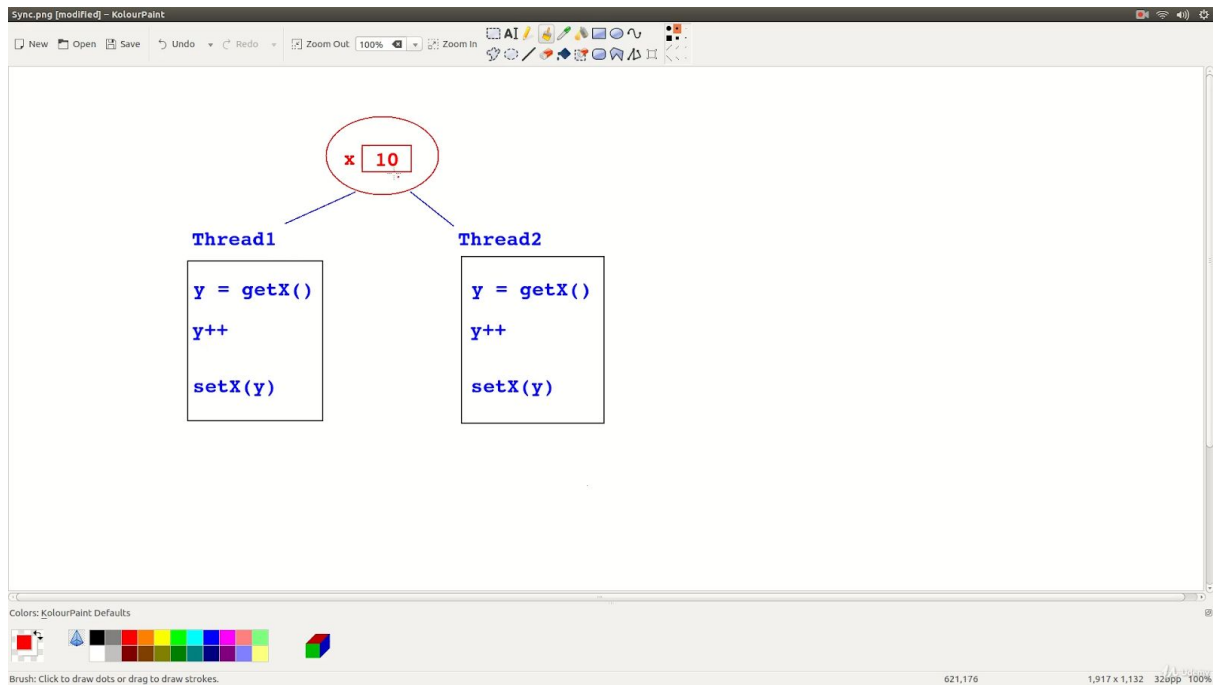 Sync.png [modified] – KolourPaint
New Open Save Undo Redo Zoom Out 100% Zoom In
AI
x 10
Thread1 Thread2
y = getX() y = getX()
y++ y++
setX(y) setX(y)
Colors: KolourPaint Defaults
Brush: Click to draw dots or drag to draw strokes. 621,176 1,917 x 1,132 32bpp 100%